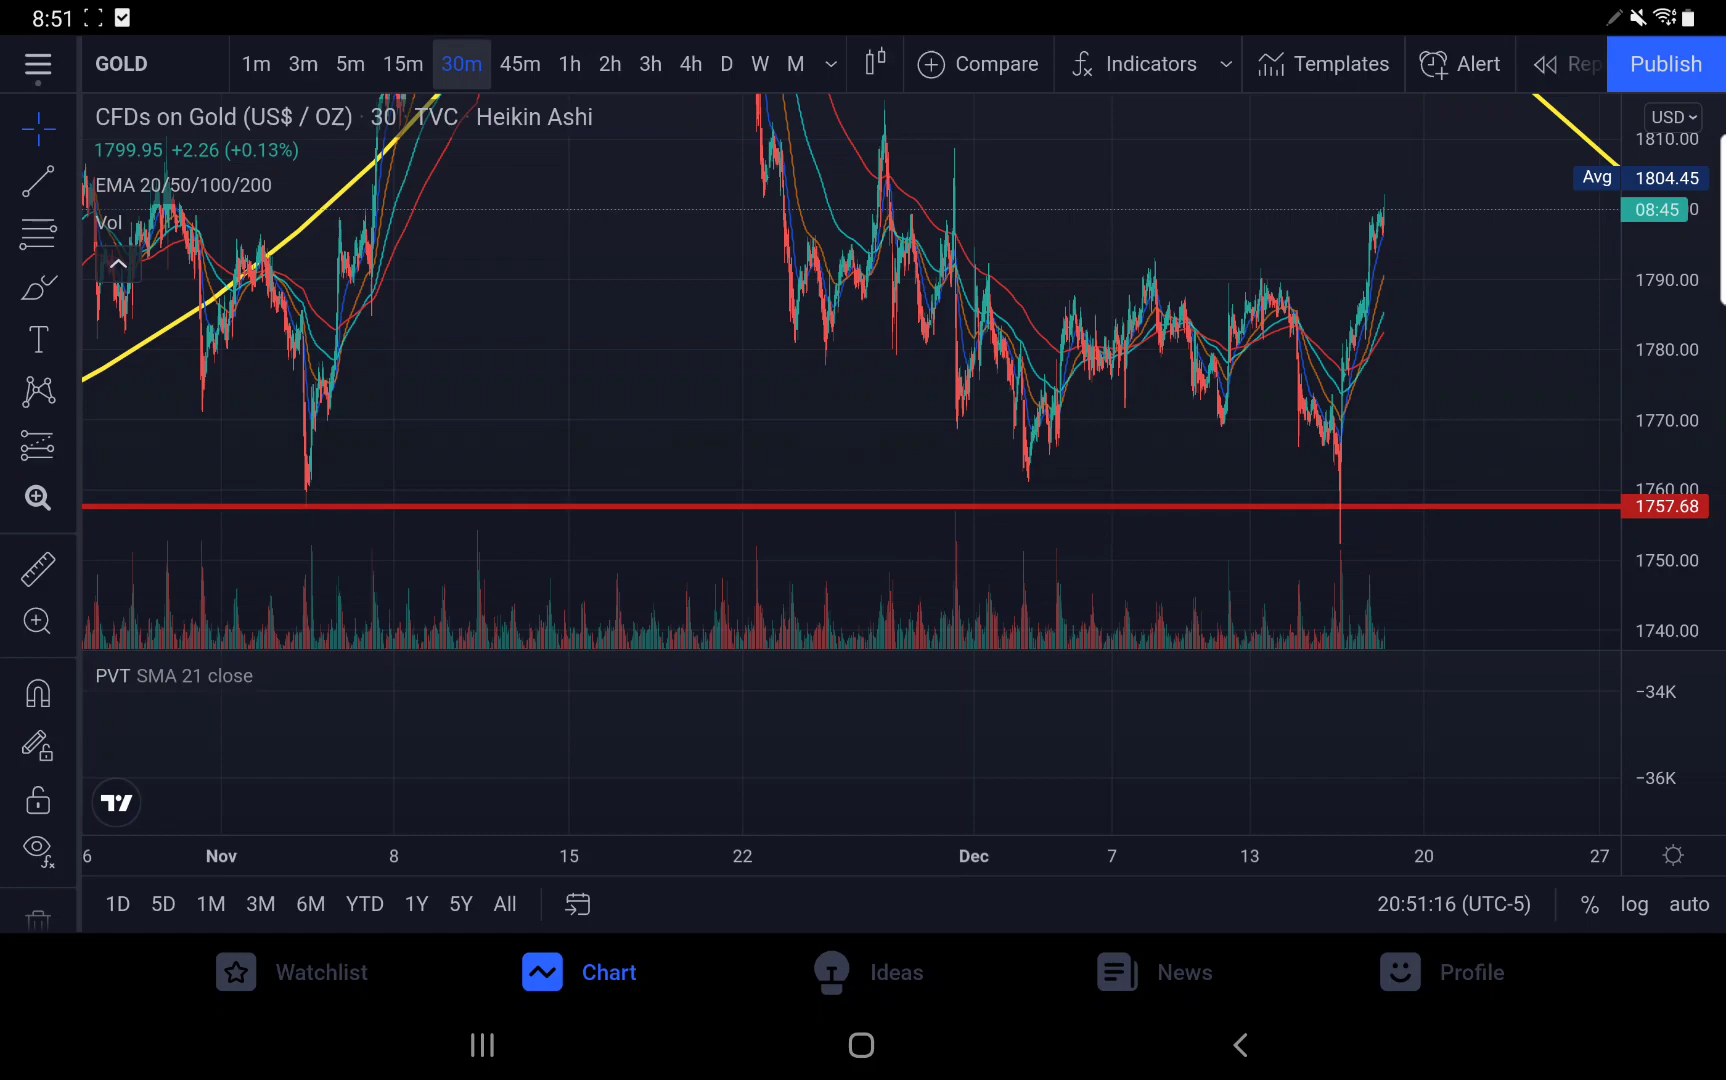 8:51
GOLD 1m 3m 5m 15m 30m 45m 1h 2h 3h 4h D W M Compare Indicators Templates Alert Rep Publish
CFDs on Gold (US$ / OZ) · 30 · TVC · Heikin Ashi
USD
1799.95 +2.26 (+0.13%)
1810.00
Avg 1804.45
EMA 20/50/100/200
08:45 0
Vol
1790.00
1780.00
1770.00
1760.00
1757.68
1750.00
1740.00
PVT SMA 21 close
−34K
−36K
6 Nov 8 15 22 Dec 7 13 20 27
1D 5D 1M 3M 6M YTD 1Y 5Y All 20:51:16 (UTC-5) % log auto
Watchlist Chart Ideas News Profile